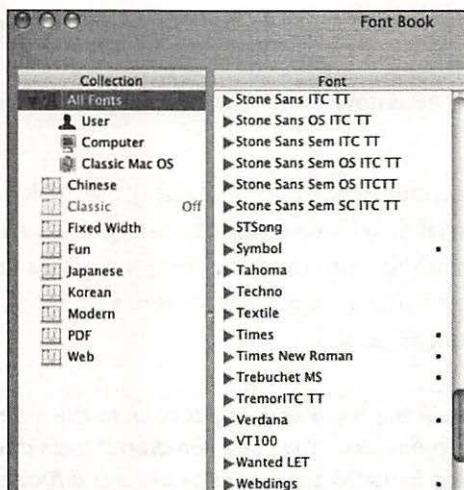 Font Book
Collection
All Fonts
User
Computer
Classic Mac OS
Chinese
Classic Off
Fixed Width
Fun
Japanese
Korean
Modern
PDF
Web
Font
Stone Sans ITC TT
Stone Sans OS ITC TT
Stone Sans Sem ITC TT
Stone Sans Sem OS ITC TT
Stone Sans Sem OS ITCTT
Stone Sans Sem SC ITC TT
STSong
Symbol
Tahoma
Techno
Textile
Times
Times New Roman
Trebuchet MS
TremorITC TT
Verdana
VT100
Wanted LET
Webdings